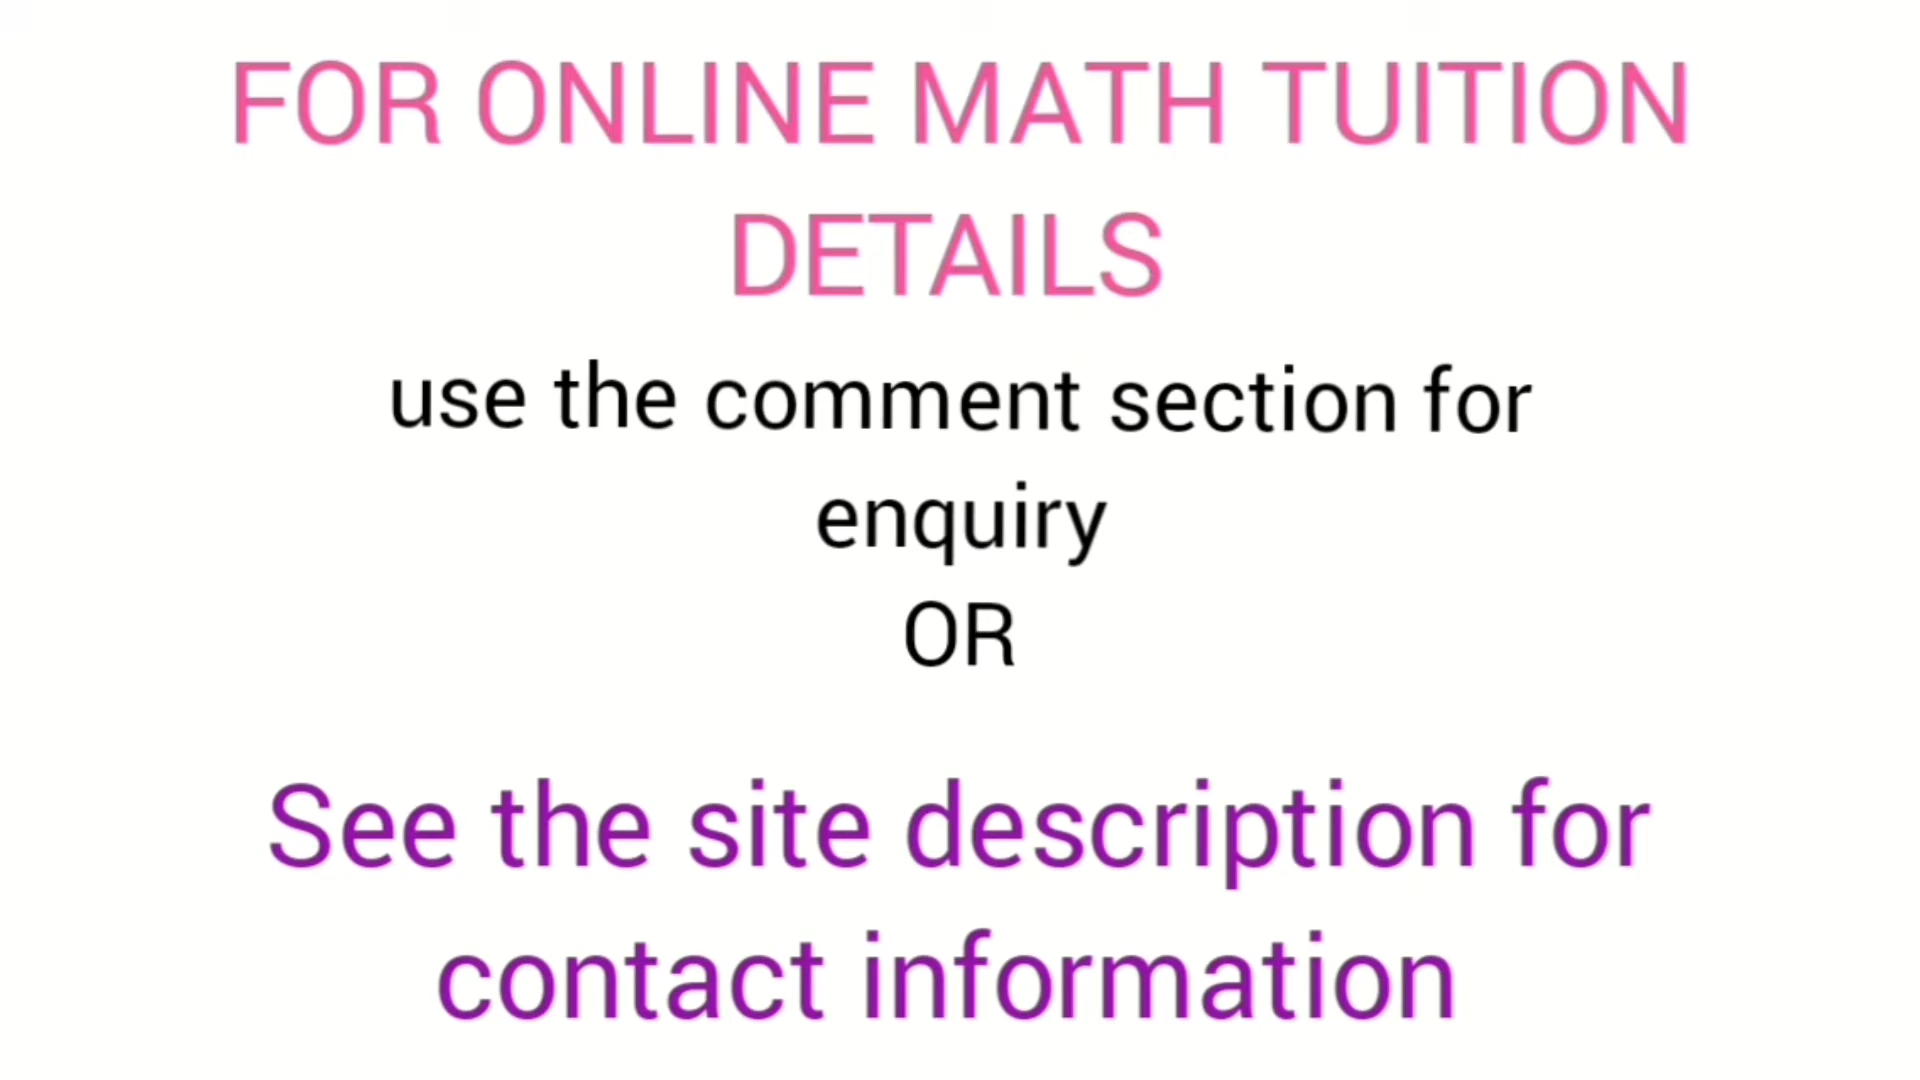 FOR ONLINE MATH TUITION
DETAILS
use the comment section for
enquiry
OR
See the site description for
contact information